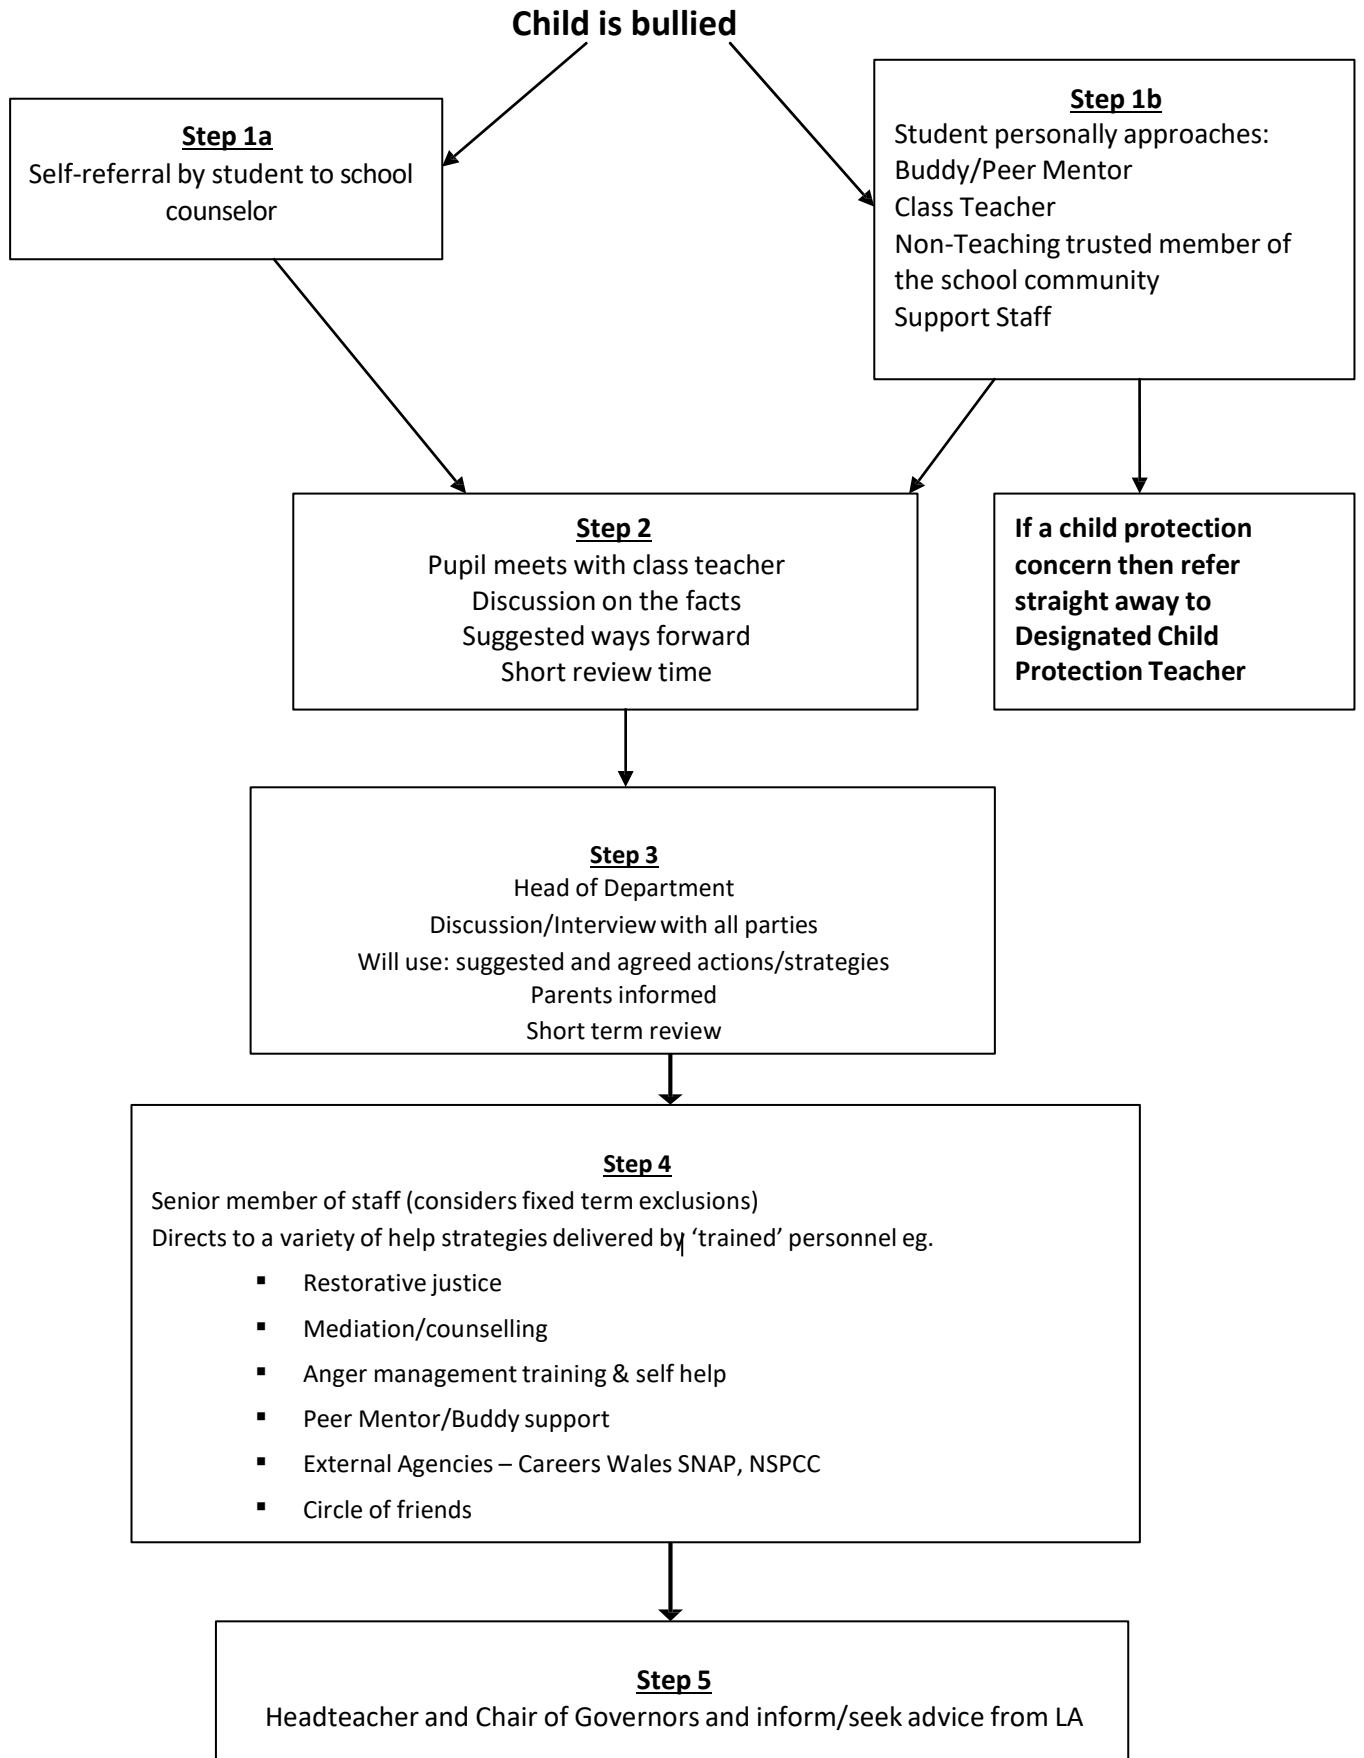 Child is bullied
Step 1a
Self-referral by student to school
counselor
Step 1b
Student personally approaches:
Buddy/Peer Mentor
Class Teacher
Non-Teaching trusted member of
the school community
Support Staff
Step 2
Pupil meets with class teacher
Discussion on the facts
Suggested ways forward
Short review time
If a child protection
concern then refer
straight away to
Designated Child
Protection Teacher
Step 3
Head of Department
Discussion/Interview with all parties
Will use: suggested and agreed actions/strategies
Parents informed
Short term review
Step 4
Senior member of staff (considers fixed term exclusions)
Directs to a variety of help strategies delivered by ‘trained’ personnel eg.
▪ Restorative justice
▪ Mediation/counselling
▪ Anger management training & self help
▪ Peer Mentor/Buddy support
▪ External Agencies – Careers Wales SNAP, NSPCC
▪ Circle of friends
Step 5
Headteacher and Chair of Governors and inform/seek advice from LA